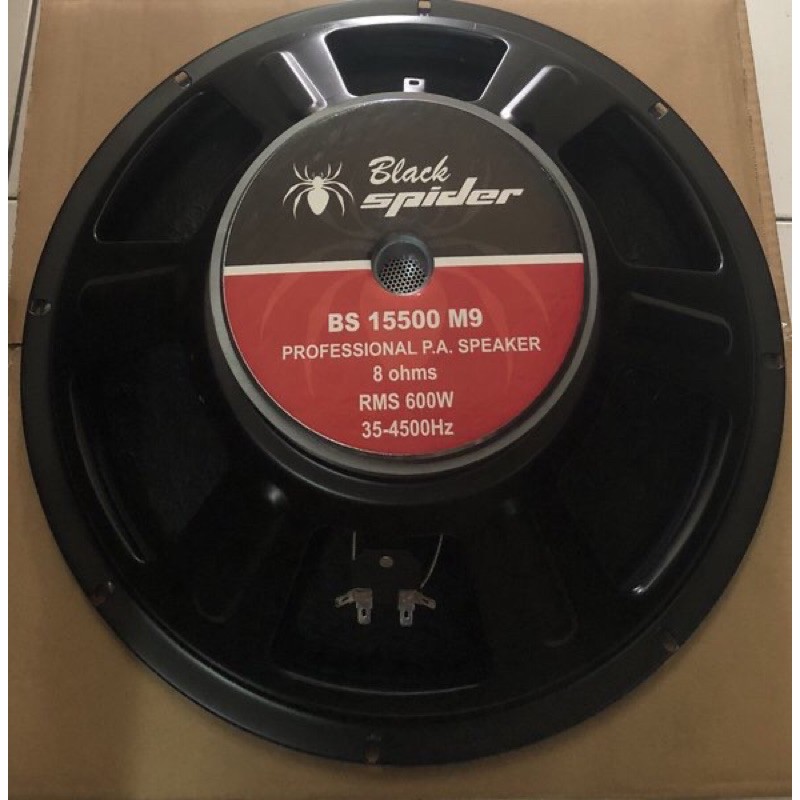 Black
spider
BS 15500 M9
PROFESSIONAL P.A. SPEAKER
8 ohms
RMS 600W
35-4500Hz